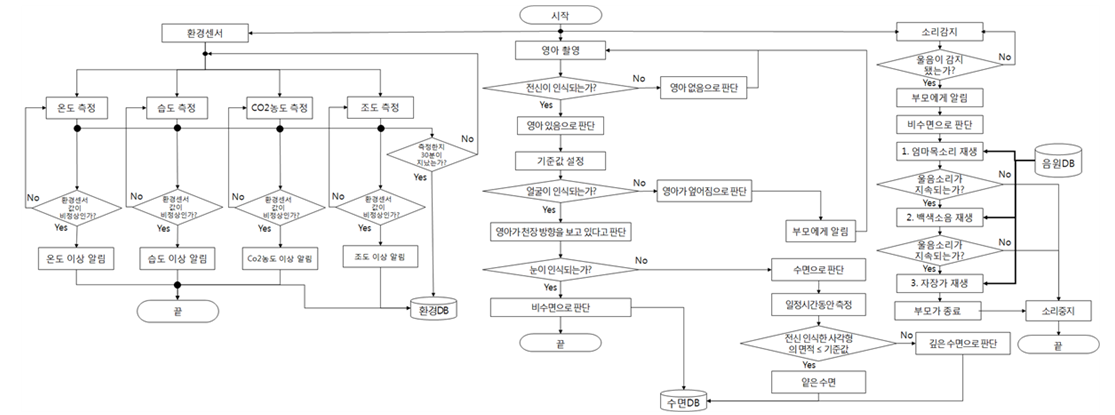 시작
환경센서
온도 측정
습도 측정
CO2농도 측정
조도 측정
No
측정한지
30분이
지났는가?
Yes
No
환경센서
값이
비정상인가?
Yes
No
환경센서
값이
비정상인가?
Yes
No
환경센서
값이
비정상인가?
Yes
No
환경센서
값이
비정상인가?
Yes
온도 이상 알림
습도 이상 알림
Co2농도 이상 알림
조도 이상 알림
끝
환경DB
영아 촬영
전신이 인식되는가?
No
영아 없음으로 판단
Yes
영아 있음으로 판단
기준값 설정
얼굴이 인식되는가?
No
영아가 엎어짐으로 판단
Yes
부모에게 알림
영아가 천장 방향을 보고 있다고 판단
눈이 인식되는가?
No
수면으로 판단
Yes
비수면으로 판단
끝
일정시간동안 측정
전신 인식한 사각형
의 면적 ≤ 기준값
No
깊은 수면으로 판단
Yes
얕은 수면
수면DB
소리감지
울음이 감지
됐는가?
No
Yes
부모에게 알림
비수면으로 판단
1. 엄마목소리 재생
음원DB
울음소리가
지속되는가?
No
Yes
2. 백색소음 재생
울음소리가
지속되는가?
No
Yes
3. 자장가 재생
부모가 종료
소리중지
끝